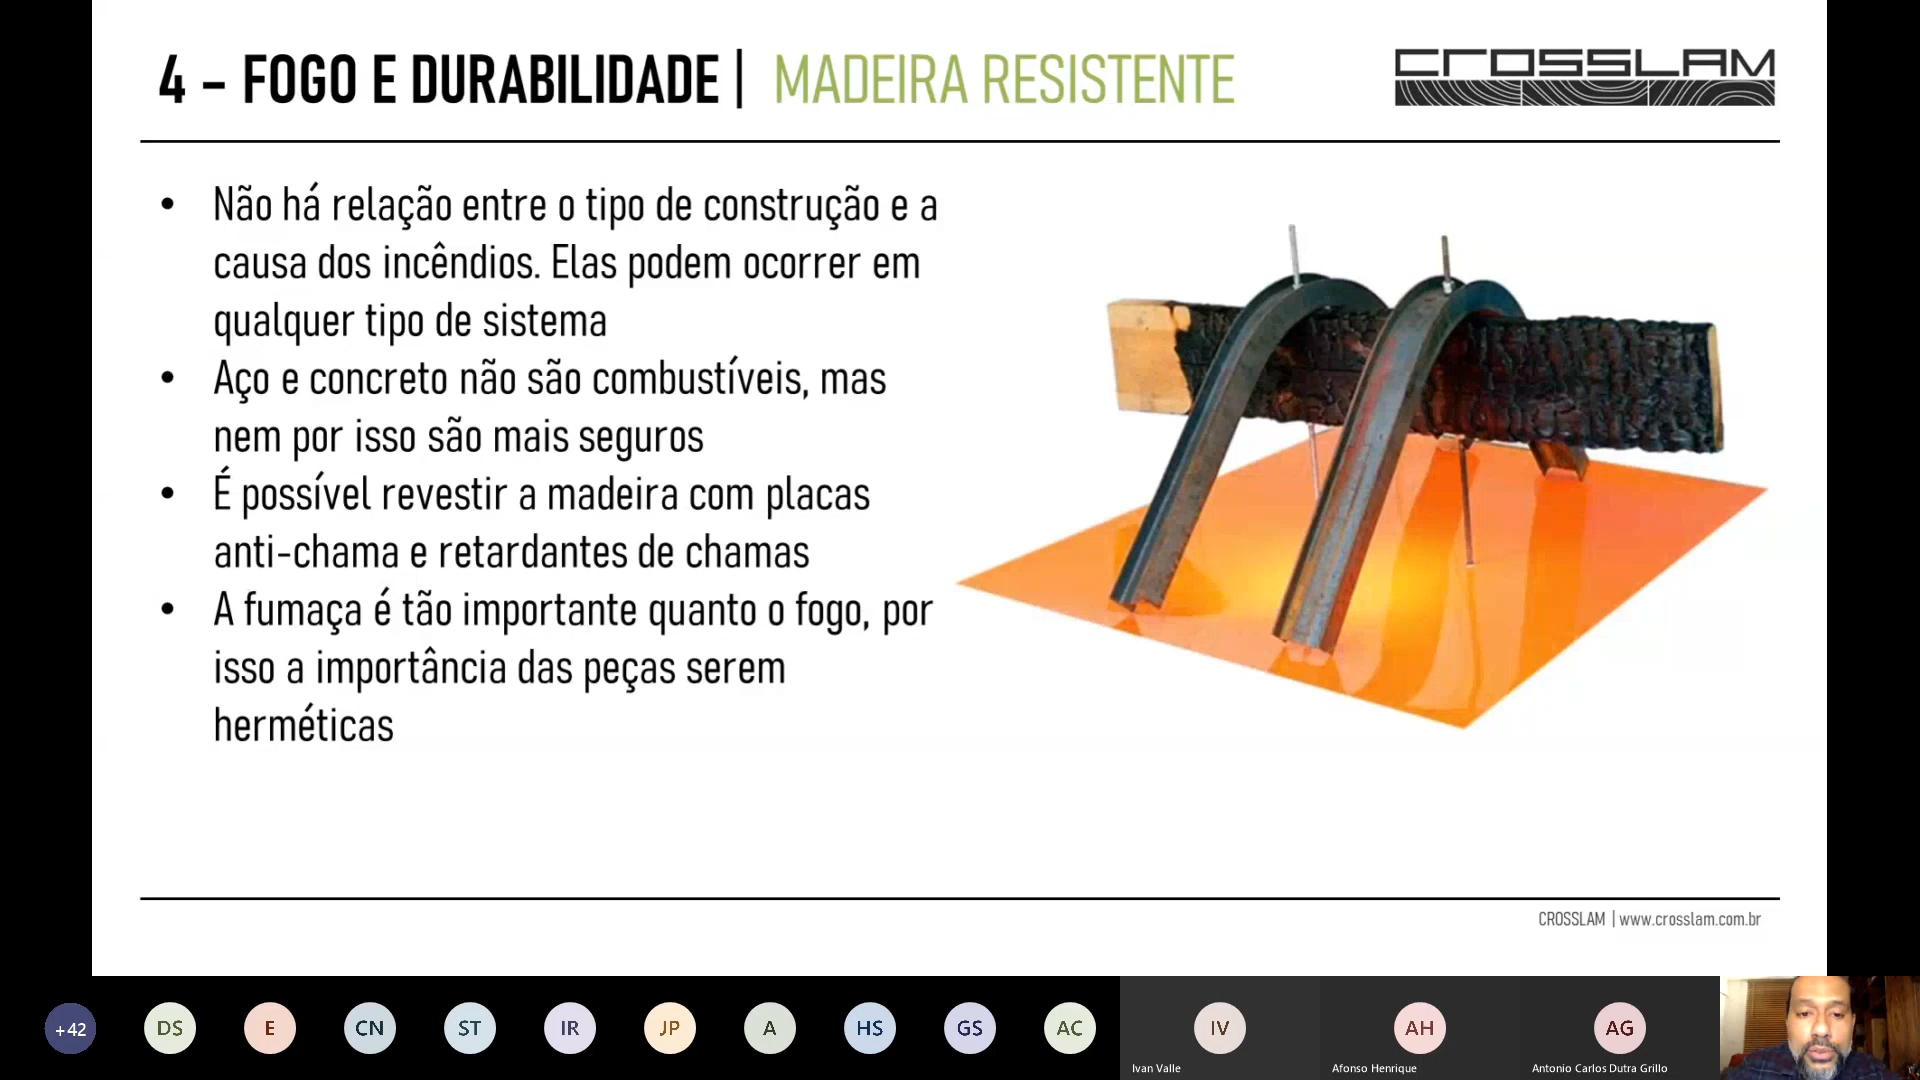 4 – FOGO E DURABILIDADE | MADEIRA RESISTENTE
CROSSLAM
• Não há relação entre o tipo de construção e a
causa dos incêndios. Elas podem ocorrer em
qualquer tipo de sistema
• Aço e concreto não são combustíveis, mas
nem por isso são mais seguros
• É possível revestir a madeira com placas
anti-chama e retardantes de chamas
• A fumaça é tão importante quanto o fogo, por
isso a importância das peças serem
herméticas
CROSSLAM | www.crosslam.com.br
+42 DS E CN ST IR JP A HS GS AC IV AH AG
Ivan Valle Afonso Henrique Antonio Carlos Dutra Grillo